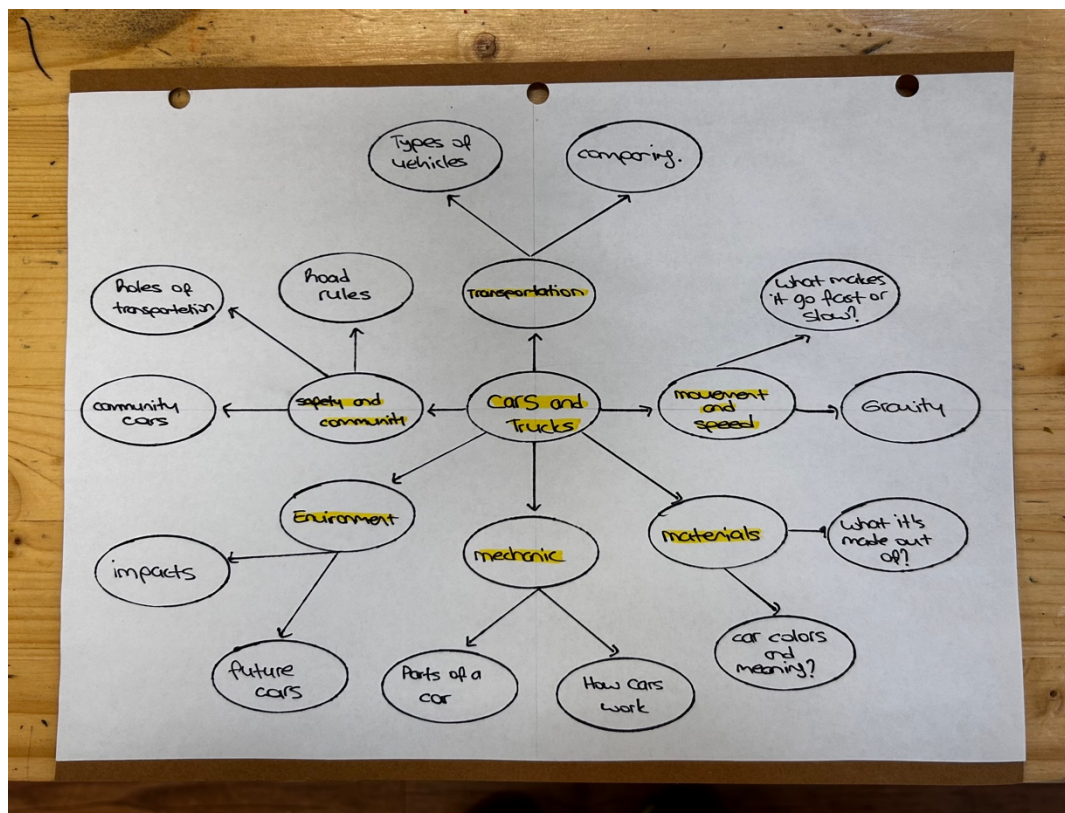 Types of
vehicles
comparing.
Roles of
transportation
Road
rules
Transportation
What makes
it go fast or
slow?
community
cars
safety and
community
Cars and
Trucks
movement
and
speed
Gravity
Environment
mechanic
materials
What it's
made out
of?
impacts
future
cars
Parts of a
car
How cars
work
car colors
and
meaning?